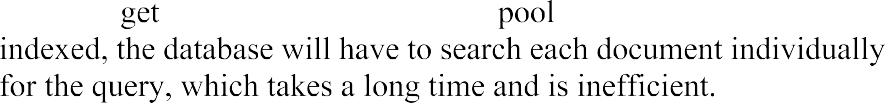 get pool
indexed, the database will have to search each document individually
for the query, which takes a long time and is inefficient.